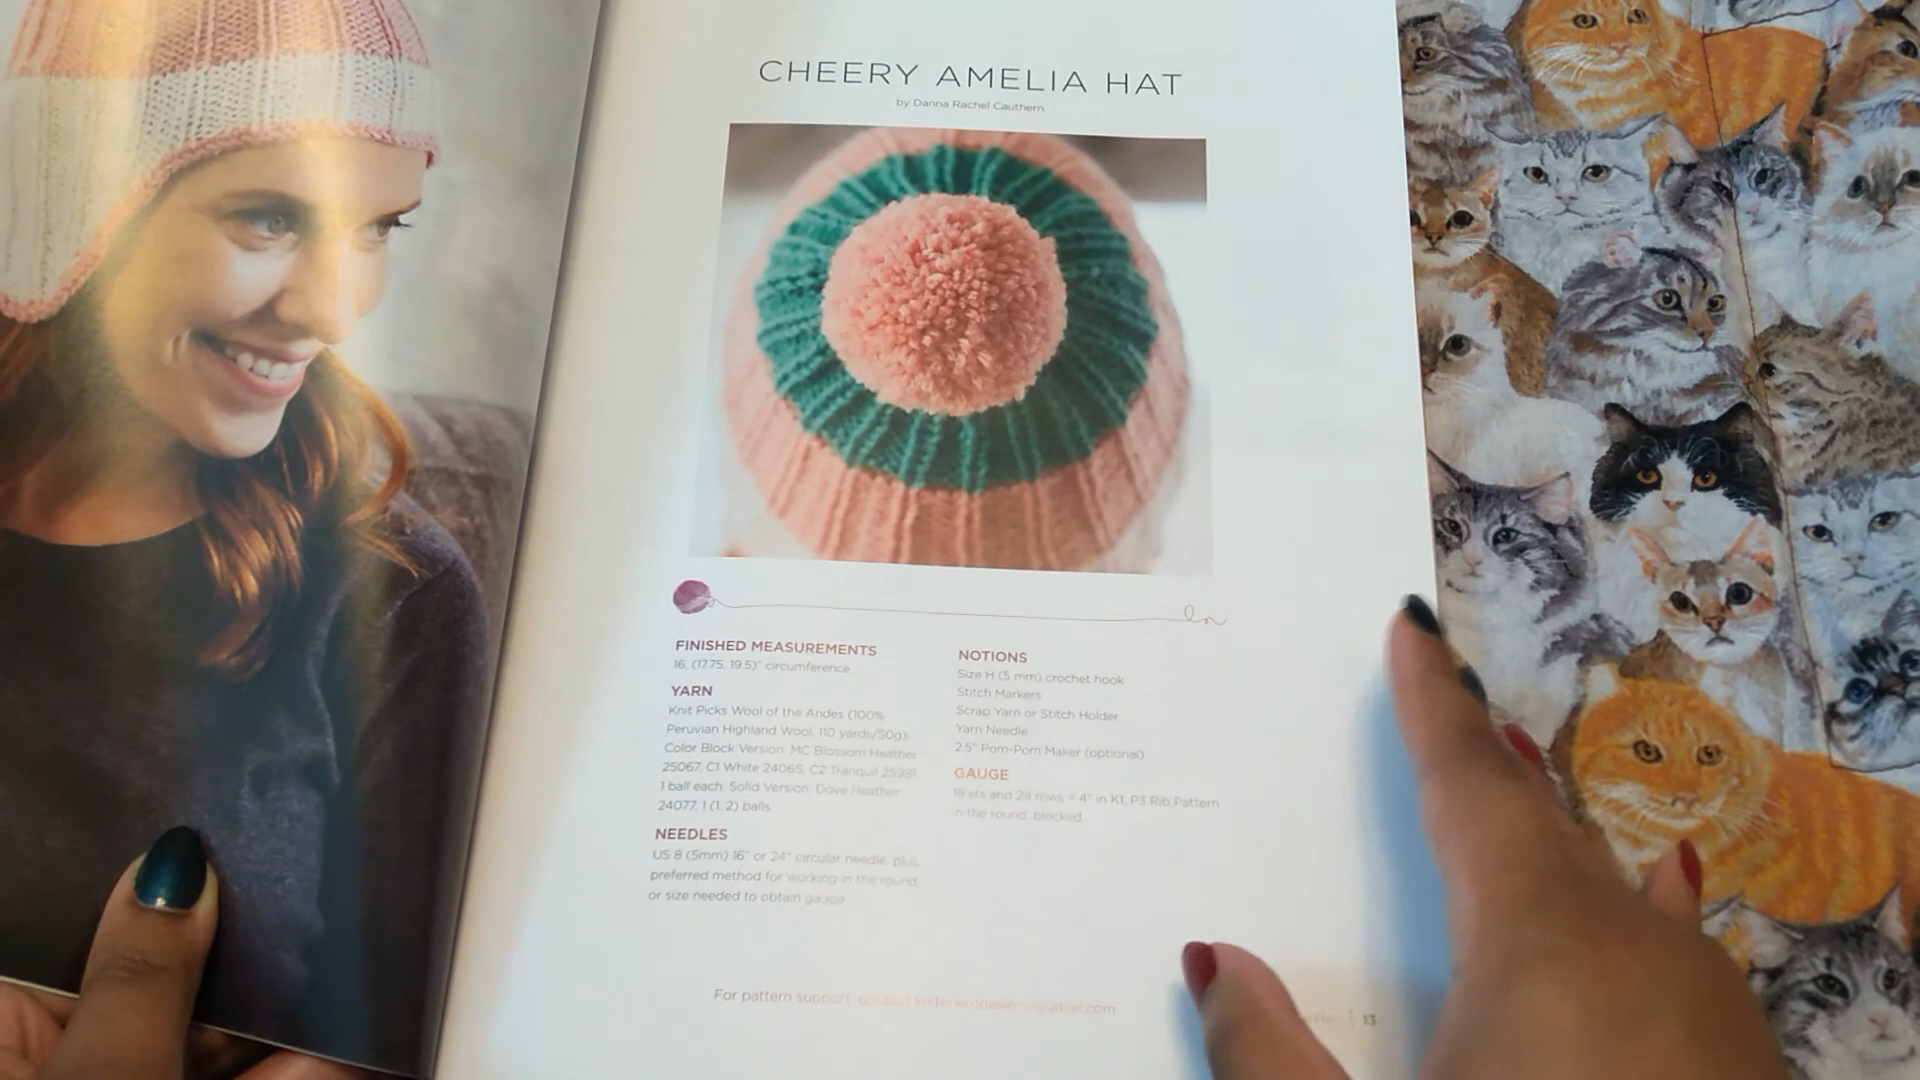 CHEERY AMELIA HAT
by Danna Rachel Cauthern
FINISHED MEASUREMENTS
16, (17.75, 19.5)" circumference
YARN
Knit Picks Wool of the Andes (100%
Peruvian Highland Wool, 110 yards/50g):
Color Block Version: MC Blossom Heather
25067, C1 White 24065, C2 Tranquil 25981,
1 ball each. Solid Version: Dove Heather
24077, 1 (1, 2) balls.
NEEDLES
US 8 (5mm) 16" or 24" circular needle, plus
preferred method for working in the round,
or size needed to obtain gauge
NOTIONS
Size H (5 mm) crochet hook
Stitch Markers
Scrap Yarn or Stitch Holder
Yarn Needle
2.5" Pom-Pom Maker (optional)
GAUGE
18 sts and 28 rows = 4" in K1, P3 Rib Pattern
in the round, blocked.
For pattern support, contact
13